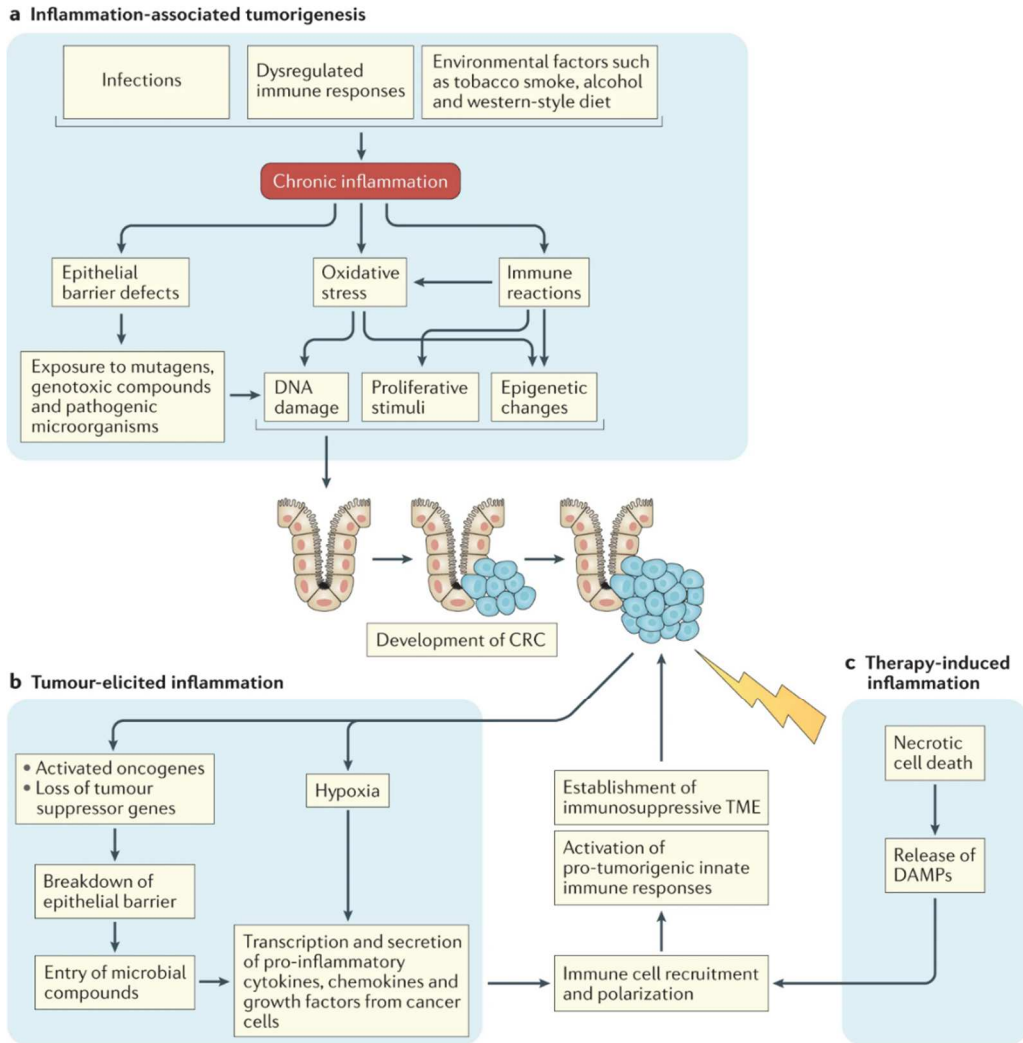 a Inflammation-associated tumorigenesis
Infections
Dysregulated
immune responses
Environmental factors such
as tobacco smoke, alcohol
and western-style diet
Chronic inflammation
Epithelial
barrier defects
Oxidative
stress
Immune
reactions
Exposure to mutagens,
genotoxic compounds
and pathogenic
microorganisms
DNA
damage
Proliferative
stimuli
Epigenetic
changes
Development of CRC
b Tumour-elicited inflammation
• Activated oncogenes
• Loss of tumour
suppressor genes
Hypoxia
Breakdown of
epithelial barrier
Entry of microbial
compounds
Transcription and secretion
of pro-inflammatory
cytokines, chemokines and
growth factors from cancer
cells
Establishment of
immunosuppressive TME
Activation of
pro-tumorigenic innate
immune responses
Immune cell recruitment
and polarization
c Therapy-induced
inflammation
Necrotic
cell death
Release of
DAMPs